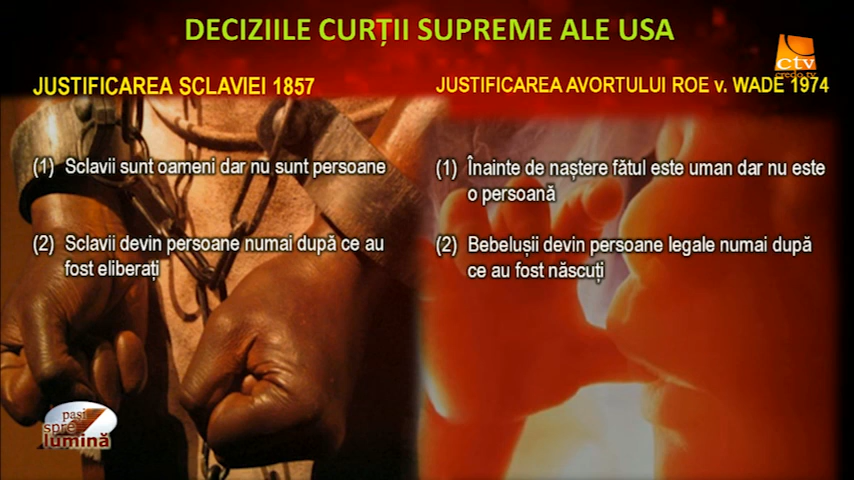 DECIZIILE CURȚII SUPREME ALE USA
ctv
credo tv
JUSTIFICAREA SCLAVIEI 1857
(1) Sclavii sunt oameni dar nu sunt persoane
(2) Sclavii devin persoane numai după ce au
fost eliberați
JUSTIFICAREA AVORTULUI ROE v. WADE 1974
(1) Înainte de naștere fătul este uman dar nu este
o persoană
(2) Bebelușii devin persoane legale numai după
ce au fost născuți
pași
spre
lumină